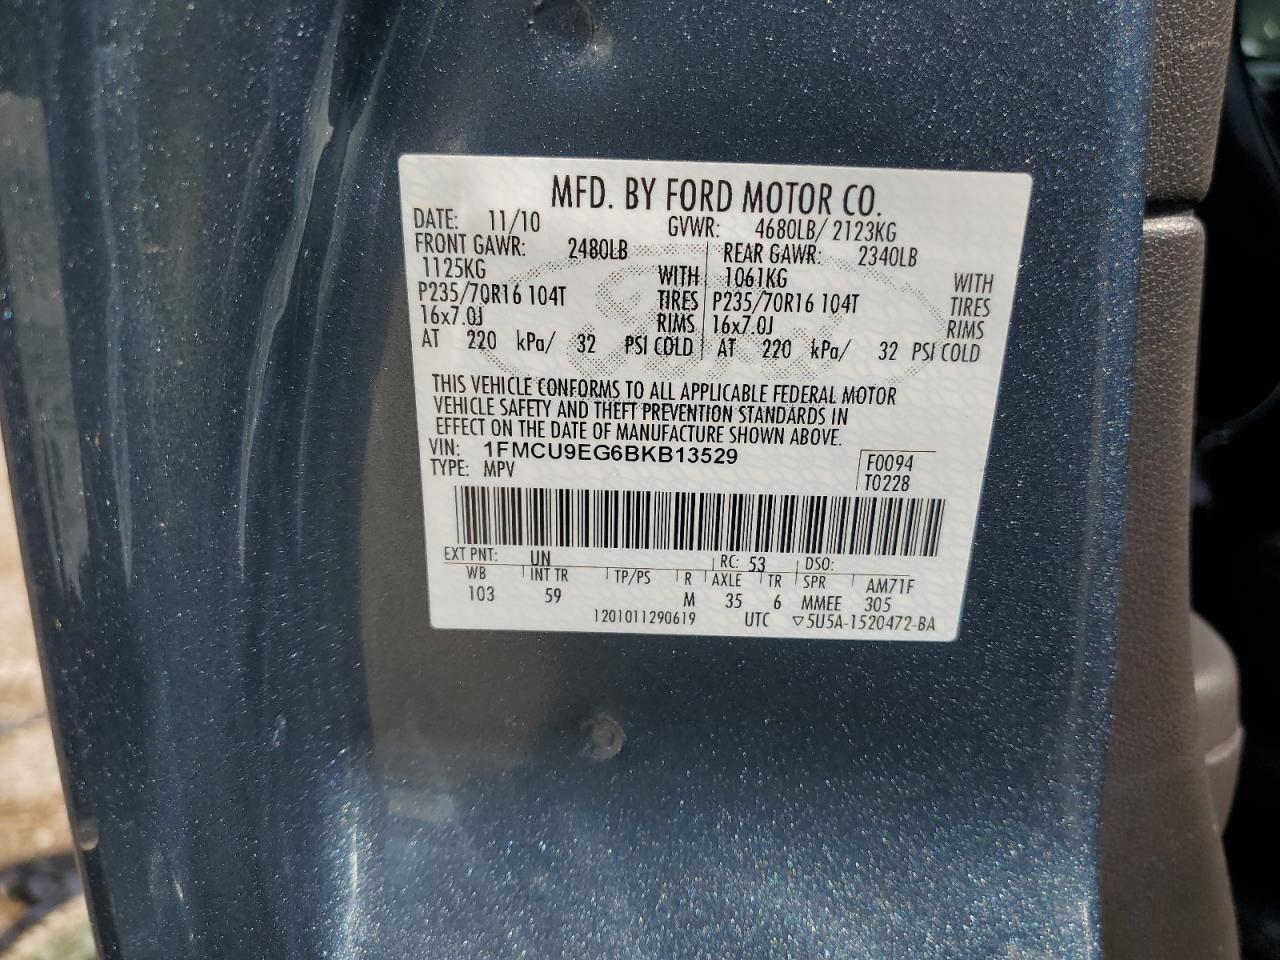 MFD. BY FORD MOTOR CO.
DATE: 11/10 GVWR: 4680LB/ 2123KG
FRONT GAWR: 2480LB REAR GAWR: 2340LB
1125KG WITH 1061KG WITH
P235/70R16 104T TIRES P235/70R16 104T TIRES
16x7.0J RIMS 16x7.0J RIMS
AT 220 kPa/ 32 PSI COLD AT 220 kPa/ 32 PSI COLD
THIS VEHICLE CONFORMS TO ALL APPLICABLE FEDERAL MOTOR
VEHICLE SAFETY AND THEFT PREVENTION STANDARDS IN
EFFECT ON THE DATE OF MANUFACTURE SHOWN ABOVE.
VIN: 1FMCU9EG6BKB13529 F0094
TYPE: MPV T0228
EXT PNT: UN RC: 53 DSO:
WB INT TR TP/PS R AXLE TR SPR AM71F
103 59 M 35 6 MMEE 305
1201011290619 UTC ▽5U5A-1520472-BA